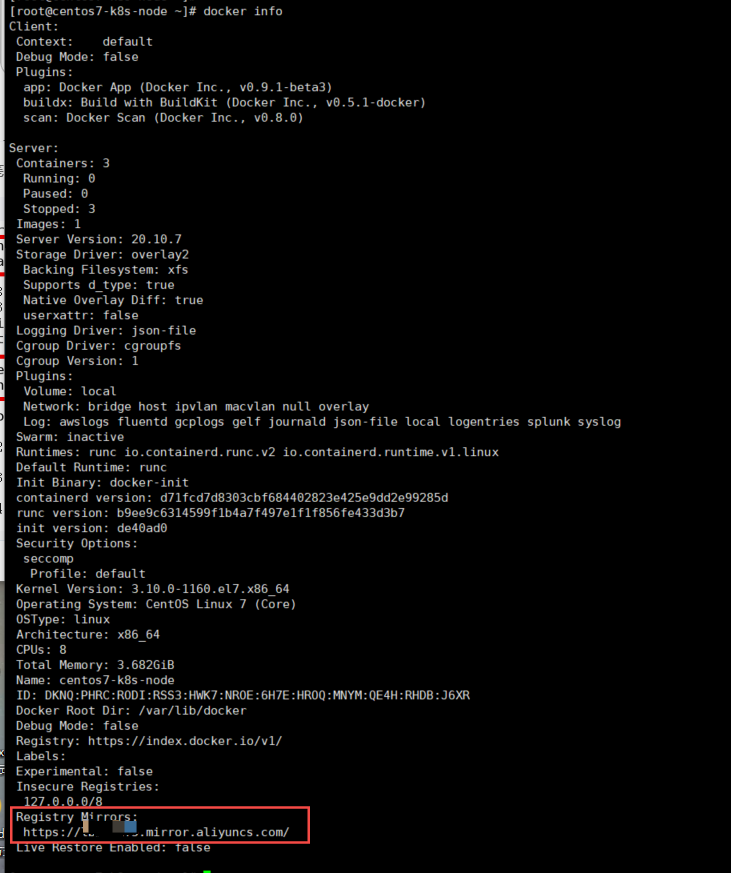 [root@centos7-k8s-node ~]# docker info
Client:
 Context:    default
 Debug Mode: false
 Plugins:
  app: Docker App (Docker Inc., v0.9.1-beta3)
  buildx: Build with BuildKit (Docker Inc., v0.5.1-docker)
  scan: Docker Scan (Docker Inc., v0.8.0)

Server:
 Containers: 3
  Running: 0
  Paused: 0
  Stopped: 3
 Images: 1
 Server Version: 20.10.7
 Storage Driver: overlay2
  Backing Filesystem: xfs
  Supports d_type: true
  Native Overlay Diff: true
  userxattr: false
 Logging Driver: json-file
 Cgroup Driver: cgroupfs
 Cgroup Version: 1
 Plugins:
  Volume: local
  Network: bridge host ipvlan macvlan null overlay
  Log: awslogs fluentd gcplogs gelf journald json-file local logentries splunk syslog
 Swarm: inactive
 Runtimes: runc io.containerd.runc.v2 io.containerd.runtime.v1.linux
 Default Runtime: runc
 Init Binary: docker-init
 containerd version: d71fcd7d8303cbf684402823e425e9dd2e99285d
 runc version: b9ee9c6314599f1b4a7f497e1f1f856fe433d3b7
 init version: de40ad0
 Security Options:
  seccomp
   Profile: default
 Kernel Version: 3.10.0-1160.el7.x86_64
 Operating System: CentOS Linux 7 (Core)
 OSType: linux
 Architecture: x86_64
 CPUs: 8
 Total Memory: 3.682GiB
 Name: centos7-k8s-node
 ID: DKNQ:PHRC:RODI:RSS3:HWK7:NROE:6H7E:HROQ:MNYM:QE4H:RHDB:J6XR
 Docker Root Dir: /var/lib/docker
 Debug Mode: false
 Registry: https://index.docker.io/v1/
 Labels:
 Experimental: false
 Insecure Registries:
  127.0.0.0/8
 Registry Mirrors:
  https:// .mirror.aliyuncs.com/
 Live Restore Enabled: false